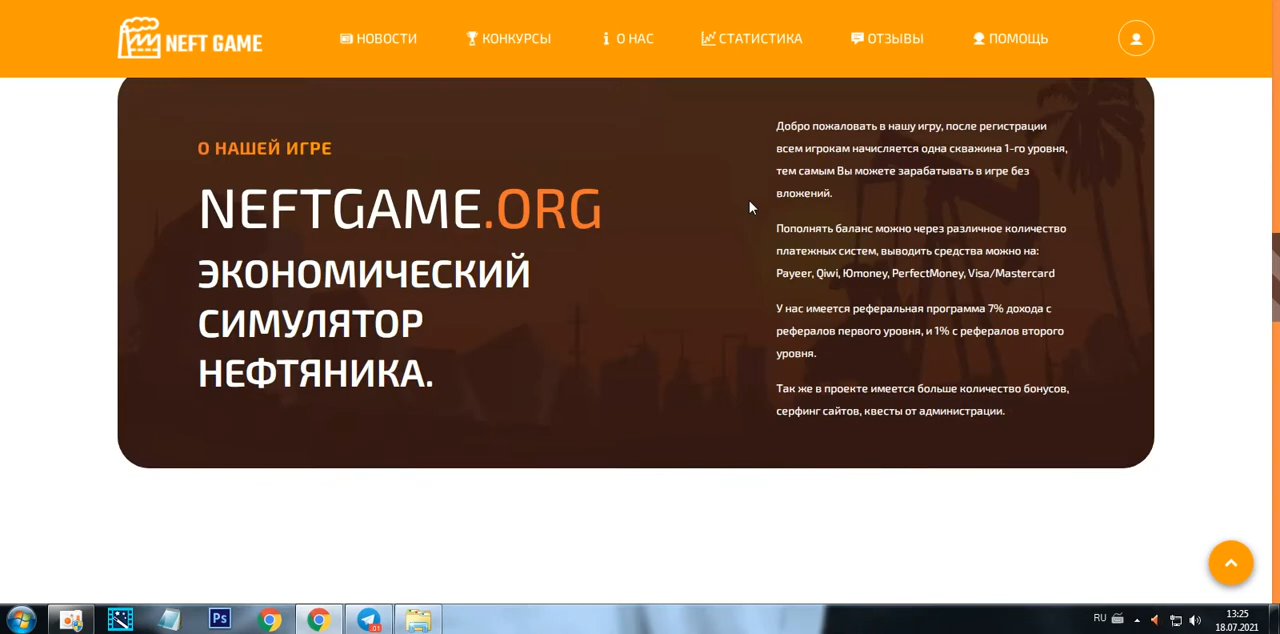 NEFT GAME
НОВОСТИ
КОНКУРСЫ
О НАС
СТАТИСТИКА
ОТЗЫВЫ
ПОМОЩЬ
О НАШЕЙ ИГРЕ
NEFTGAME.ORG
ЭКОНОМИЧЕСКИЙ
СИМУЛЯТОР
НЕФТЯНИКА.
Добро пожаловать в нашу игру, после регистрации
всем игрокам начисляется одна скважина 1-го уровня,
тем самым Вы можете зарабатывать в игре без
вложений.
Пополнять баланс можно через различное количество
платежных систем, выводить средства можно на:
Payeer, Qiwi, Юmoney, PerfectMoney, Visa/Mastercard
У нас имеется реферальная программа 7% дохода с
рефералов первого уровня, и 1% с рефералов второго
уровня.
Так же в проекте имеется больше количество бонусов,
серфинг сайтов, квесты от администрации.
Ps
RU
13:25
18.07.2021